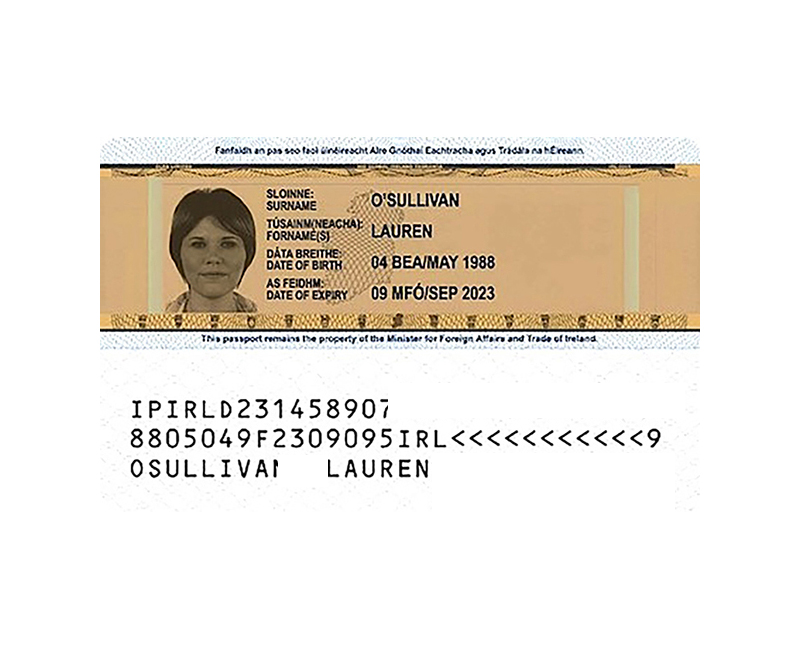 Fanfaidh an pas seo faoi úinéireacht Aire Gnóthaí Eachtracha agus Trádála na hÉireann.
SLOINNE:
SURNAME O'SULLIVAN
TÚSAINM(NEACHA):
FORNAME(S) LAUREN
DÁTA BREITHE:
DATE OF BIRTH 04 BEA/MAY 1988
AS FEIDHM:
DATE OF EXPIRY 09 MFÓ/SEP 2023
This passport remains the property of the Minister for Foreign Affairs and Trade of Ireland.
IPIRLD231458907
8805049F2309095IRL<<<<<<<<<<<9
OSULLIVAN LAUREN